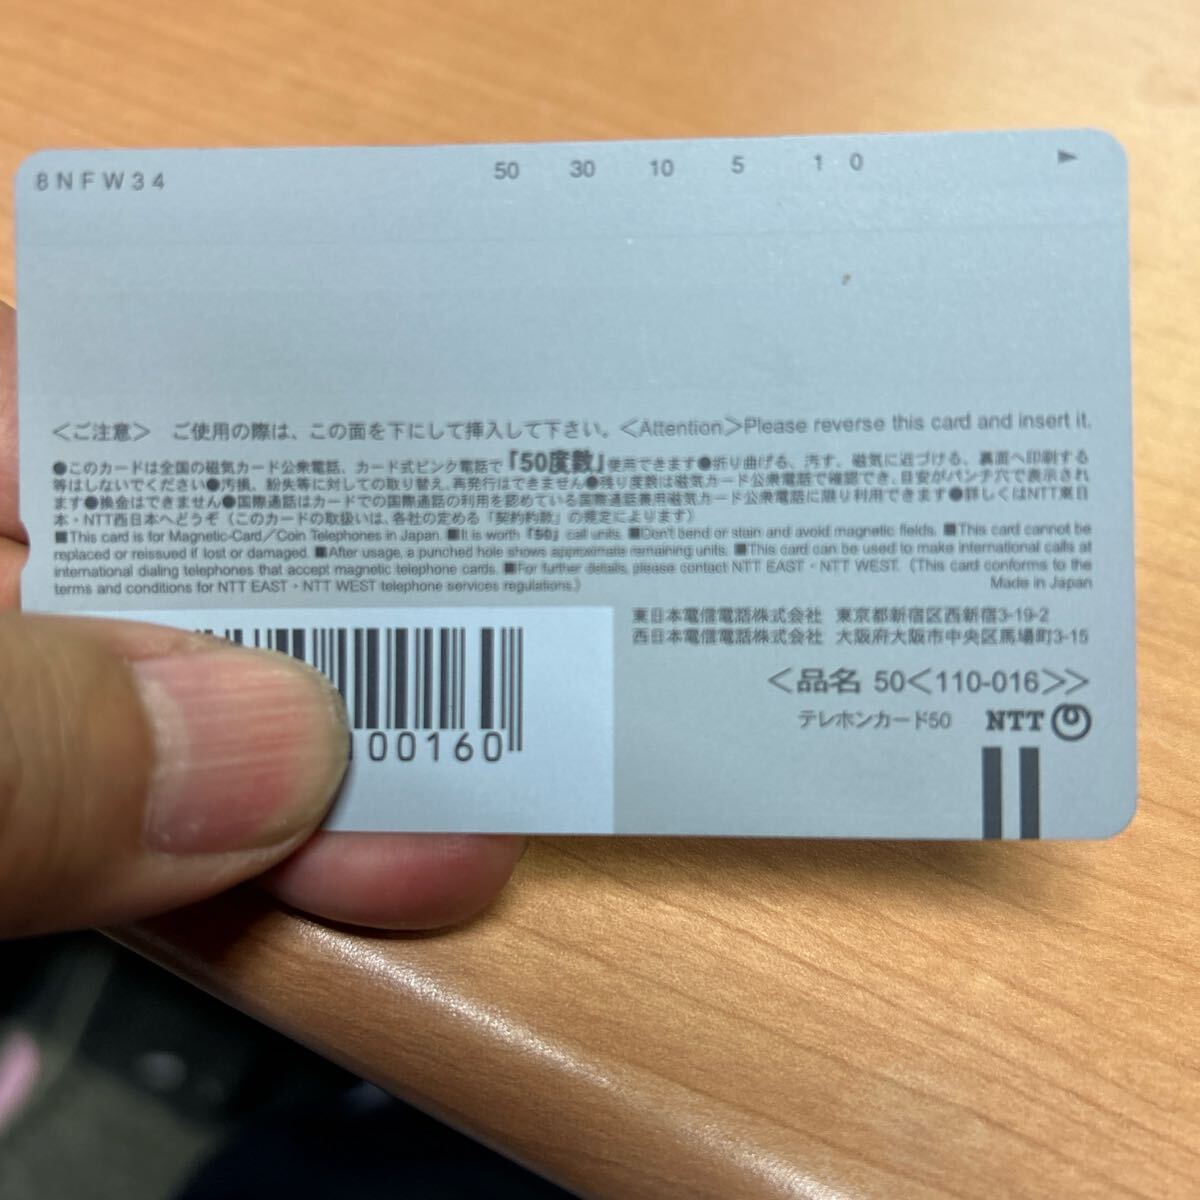 8NFW34 50 30 10 5 1 0
<ご注意> ご使用の際は、この面を下にして挿入して下さい。<Attention>Please reverse this card and insert it.
●このカードは全国の磁気カード公衆電話、カード式ピンク電話で「50度数」使用できます●折り曲げる、汚す、磁気に近づける、裏面へ印刷する
等はしないでください●汚損、紛失等に対しての取り替え、再発行はできません●残り度数は磁気カード公衆電話で確認でき、目安がパンチ穴で表示され
ます●換金はできません●国際通話はカードでの国際通話の利用を認めている国際通話兼用磁気カード公衆電話に限り利用できます●詳しくはNTT東日
本・NTT西日本へどうぞ(このカードの取扱いは、各社の定める「契約約款」の規定によります)
■This card is for Magnetic-Card/Coin Telephones in Japan. ■It is worth「50」call units. ■Don't bend or stain and avoid magnetic fields. ■This card cannot be
replaced or reissued if lost or damaged. ■After usage, a punched hole shows approximate remaining units. ■This card can be used to make international calls at
international dialing telephones that accept magnetic telephone cards. ■For further details, please contact NTT EAST・NTT WEST. (This card conforms to the
terms and conditions for NTT EAST・NTT WEST telephone services regulations.) Made in Japan
東日本電信電話株式会社 東京都新宿区西新宿3-19-2
西日本電信電話株式会社 大阪府大阪市中央区馬場町3-15
<品名 50<110-016>>
テレホンカード50 NTT
100160